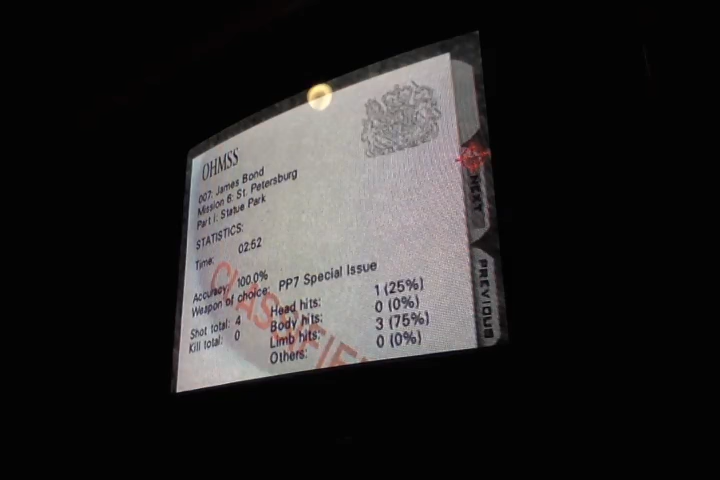 OHMSS
007: James Bond
Mission 6: St. Petersburg
Part i: Statue Park
STATISTICS:
Time: 02:52
Accuracy: 100.0%
Weapon of choice: PP7 Special Issue
Shot total: 4
Kill total: 0
Head hits: 1 (25%)
Body hits: 0 (0%)
Limb hits: 3 (75%)
Others: 0 (0%)
CLASSIFIE
NEXT
PREVIOUS